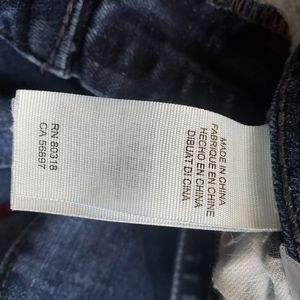 MADE IN CHINA
FABRIQUE EN CHINE
HECHO EN CHINA
DIBUAT DI CINA
RN 80318
CA 56897